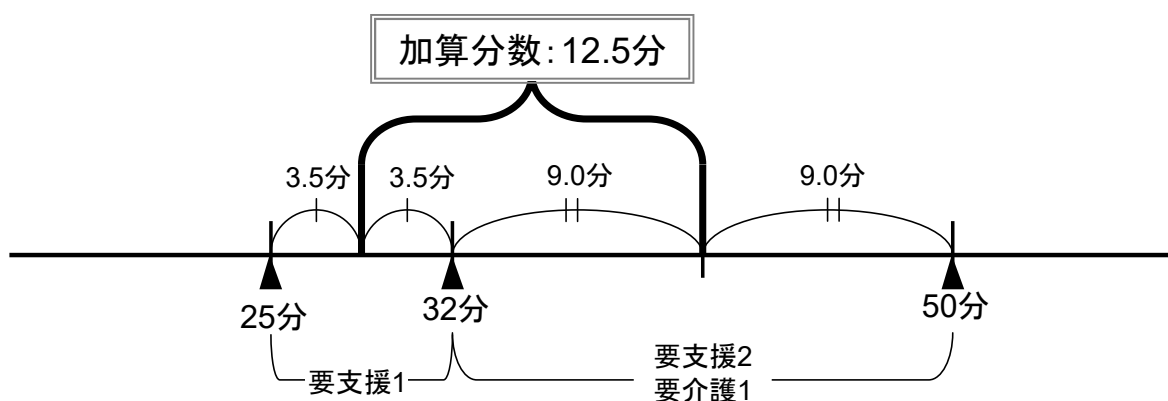 加算分数：12.5分
3.5分
3.5分
9.0分
9.0分
25分
32分
50分
要支援1
要支援2
要介護1